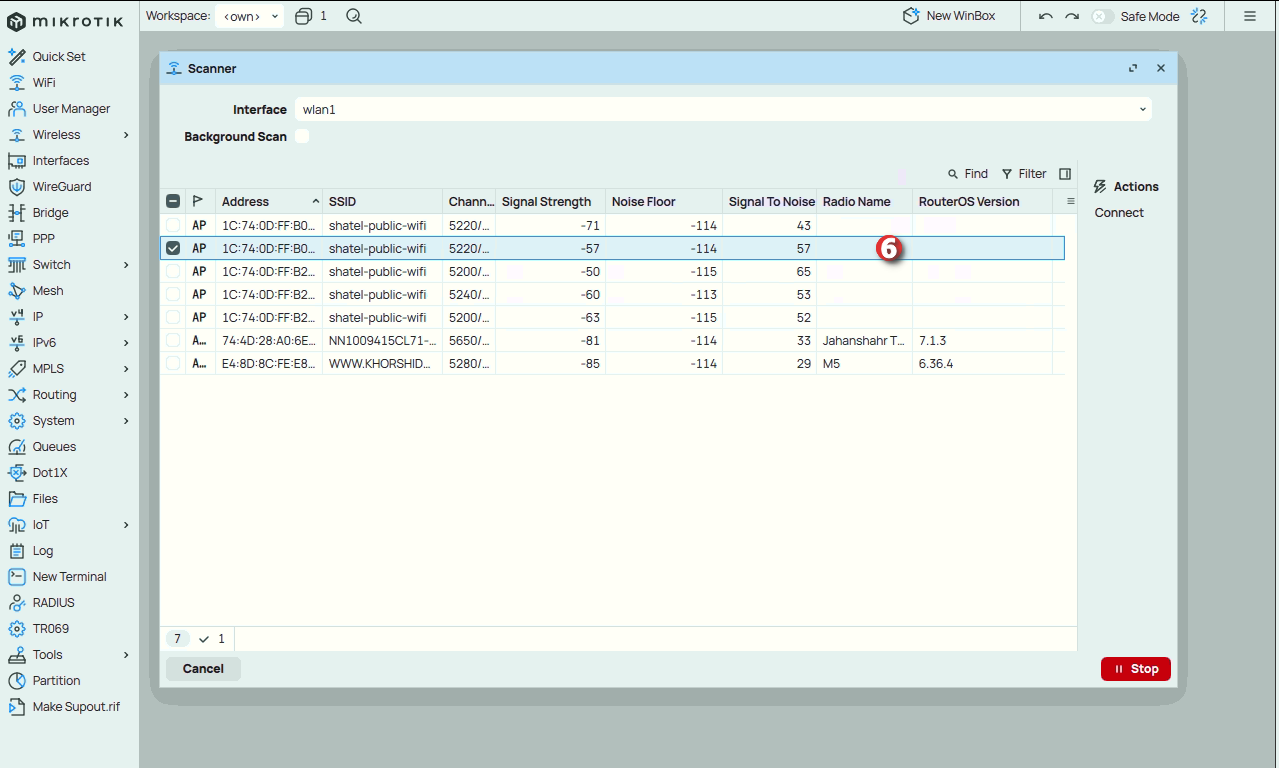 mikrotik Workspace: <own> 1 New WinBox Safe Mode
Quick Set
WiFi
User Manager
Wireless
Interfaces
WireGuard
Bridge
PPP
Switch
Mesh
IP
IPv6
MPLS
Routing
System
Queues
Dot1X
Files
IoT
Log
New Terminal
RADIUS
TR069
Tools
Partition
Make Supout.rif
Scanner
Interface wlan1
Background Scan
Find Filter
Address SSID Chann... Signal Strength Noise Floor Signal To Noise Radio Name RouterOS Version
AP 1C:74:0D:FF:B0... shatel-public-wifi 5220/... -71 -114 43
AP 1C:74:0D:FF:B0... shatel-public-wifi 5220/... -57 -114 57 6
AP 1C:74:0D:FF:B2... shatel-public-wifi 5200/... -50 -115 65
AP 1C:74:0D:FF:B2... shatel-public-wifi 5240/... -60 -113 53
AP 1C:74:0D:FF:B2... shatel-public-wifi 5200/... -63 -115 52
A... 74:4D:28:A0:6E... NN1009415CL71-... 5650/... -81 -114 33 Jahanshahr T... 7.1.3
A... E4:8D:8C:FE:E8... WWW.KHORSHID... 5280/... -85 -114 29 M5 6.36.4
Actions
Connect
7 1
Cancel Stop